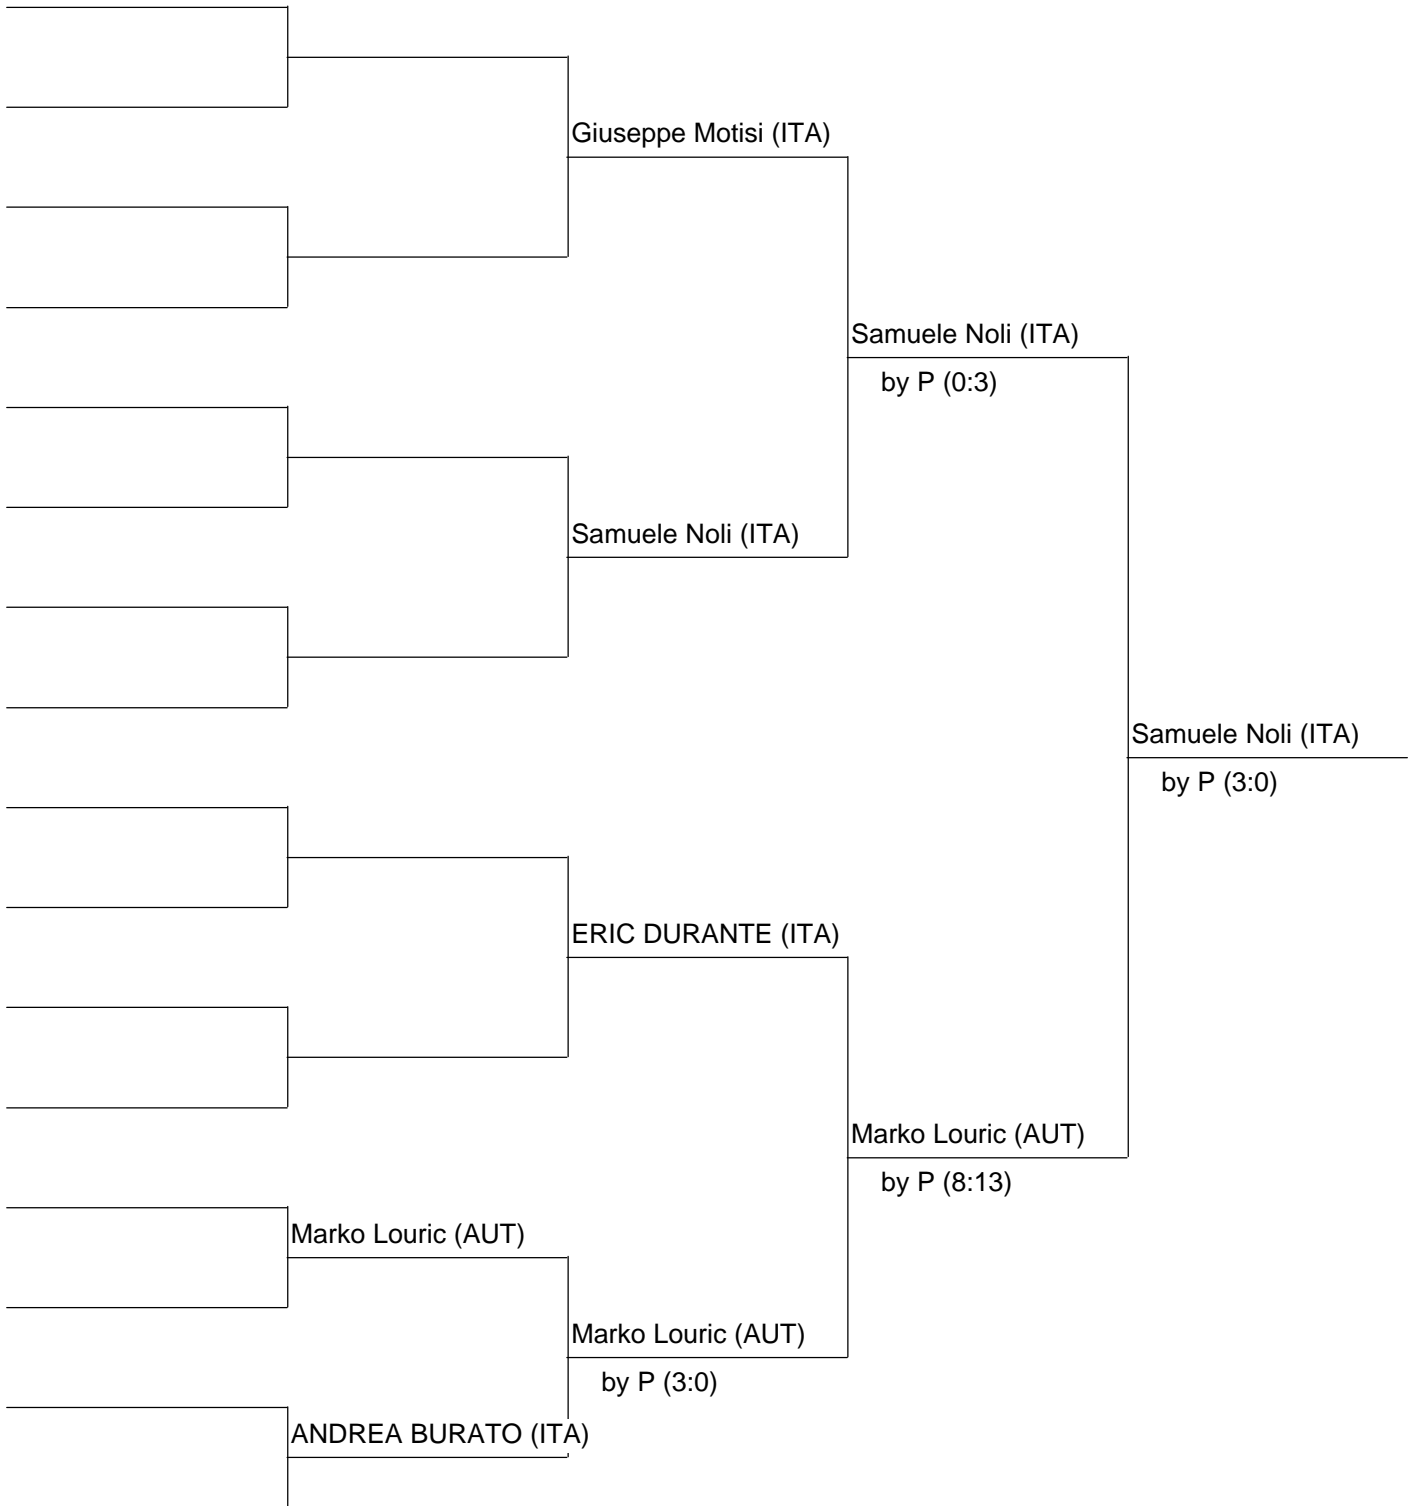 Giuseppe Motisi (ITA)
Samuele Noli (ITA)
by P (0:3)
Samuele Noli (ITA)
Samuele Noli (ITA)
by P (3:0)
ERIC DURANTE (ITA)
Marko Louric (AUT)
by P (8:13)
Marko Louric (AUT)
Marko Louric (AUT)
by P (3:0)
ANDREA BURATO (ITA)